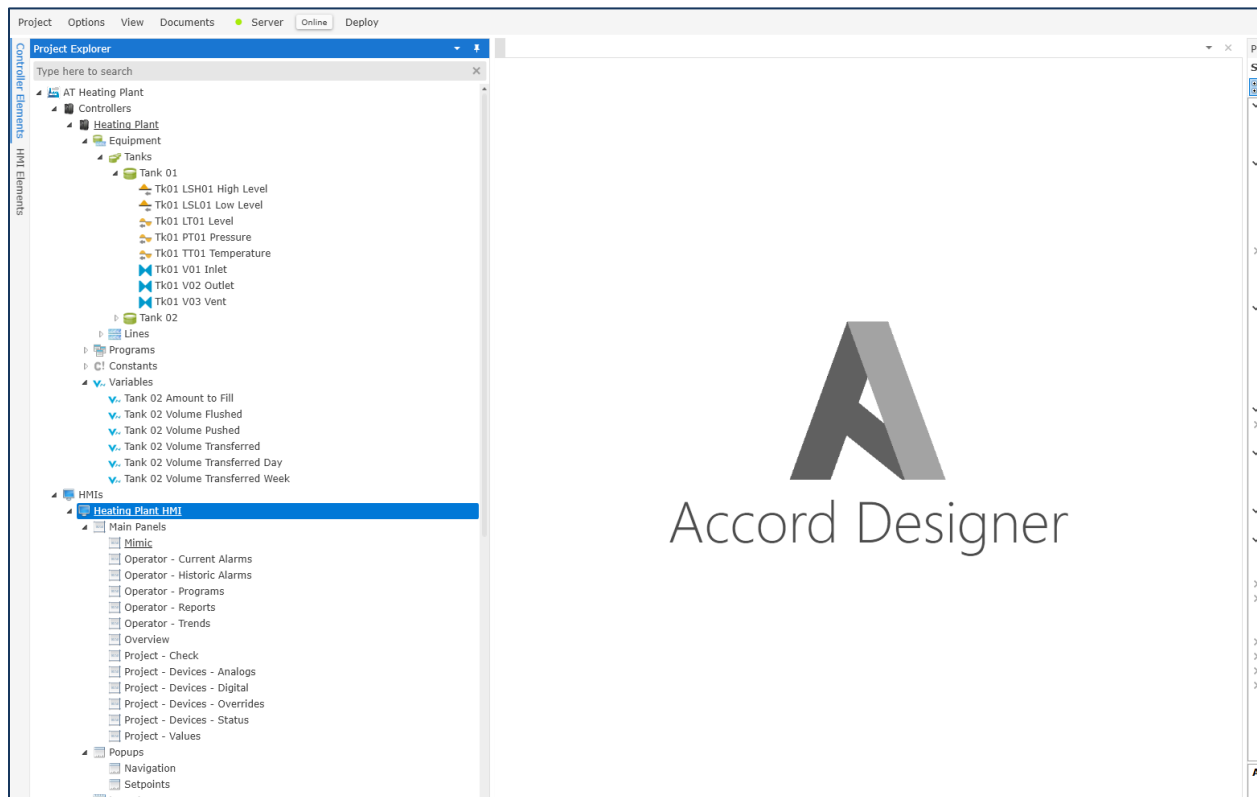 Project Options View Documents Server Online Deploy
Controller Elements
HMI Elements
Project Explorer
Type here to search
AT Heating Plant
Controllers
Heating Plant
Equipment
Tanks
Tank 01
Tk01 LSH01 High Level
Tk01 LSL01 Low Level
Tk01 LT01 Level
Tk01 PT01 Pressure
Tk01 TT01 Temperature
Tk01 V01 Inlet
Tk01 V02 Outlet
Tk01 V03 Vent
Tank 02
Lines
Programs
C! Constants
Variables
Tank 02 Amount to Fill
Tank 02 Volume Flushed
Tank 02 Volume Pushed
Tank 02 Volume Transferred
Tank 02 Volume Transferred Day
Tank 02 Volume Transferred Week
HMIs
Heating Plant HMI
Main Panels
Mimic
Operator - Current Alarms
Operator - Historic Alarms
Operator - Programs
Operator - Reports
Operator - Trends
Overview
Project - Check
Project - Devices - Analogs
Project - Devices - Digital
Project - Devices - Overrides
Project - Devices - Status
Project - Values
Popups
Navigation
Setpoints
Accord Designer